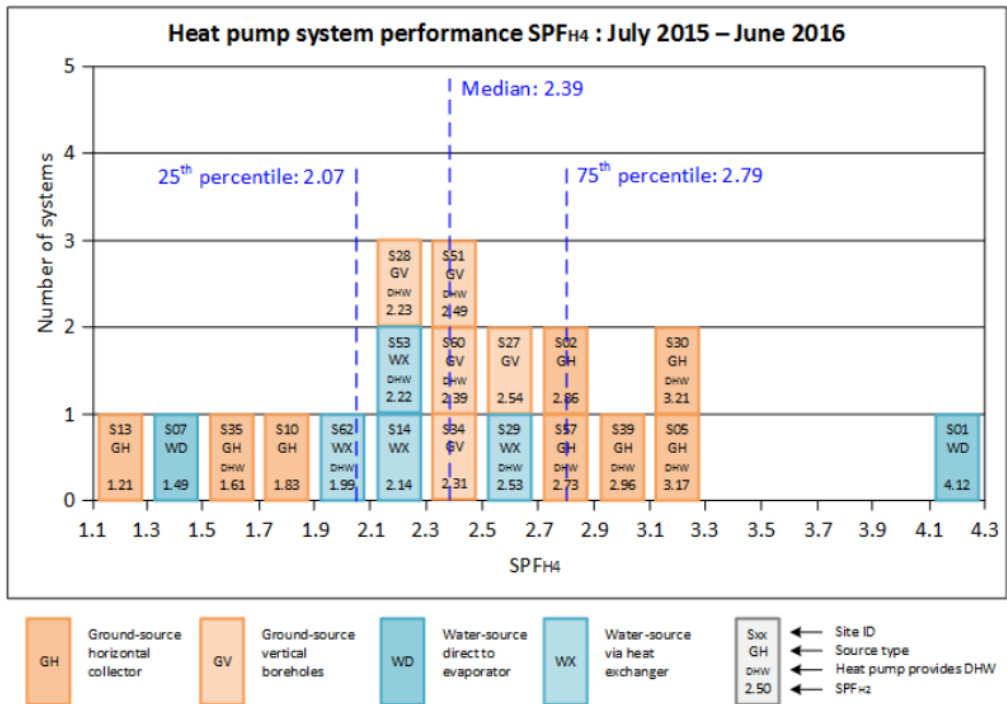 Heat pump system performance SPFH4 : July 2015 – June 2016
Number of systems
5
4
3
2
1
0
Median: 2.39
25th percentile: 2.07
75th percentile: 2.79
S28
GV
DHW
2.23
S51
GV
DHW
2.49
S53
WX
DHW
2.22
S60
GV
DHW
2.39
S27
GV
2.54
S02
GH
2.86
S30
GH
DHW
3.21
S13
GH
1.21
S07
WD
1.49
S35
GH
DHW
1.61
S10
GH
1.83
S62
WX
DHW
1.99
S14
WX
2.14
S34
GV
2.31
S29
WX
DHW
2.53
S57
GH
DHW
2.73
S39
GH
DHW
2.96
S05
GH
DHW
3.17
S01
WD
4.12
1.1 1.3 1.5 1.7 1.9 2.1 2.3 2.5 2.7 2.9 3.1 3.3 3.5 3.7 3.9 4.1 4.3
SPFH4
GH
Ground-source
horizontal
collector
GV
Ground-source
vertical
boreholes
WD
Water-source
direct to
evaporator
WX
Water-source
via heat
exchanger
Sxx
GH
DHW
2.50
Site ID
Source type
Heat pump provides DHW
SPFH2